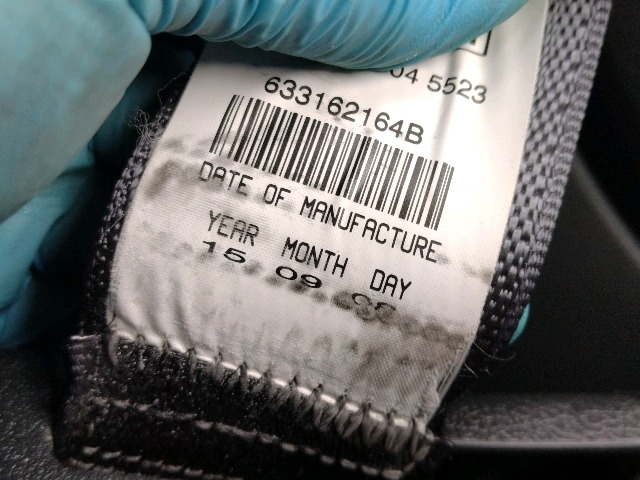 04 5523
633162164B
DATE OF MANUFACTURE
YEAR MONTH DAY
15 09